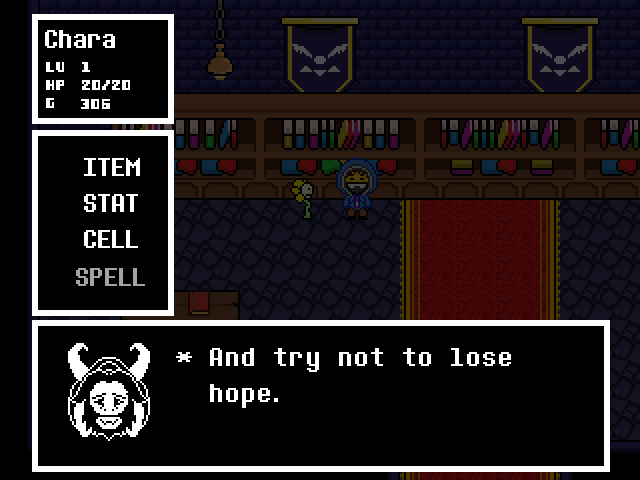 Chara
LV 1
HP 20/20
G 306
ITEM
STAT
CELL
SPELL
* And try not to lose
hope.